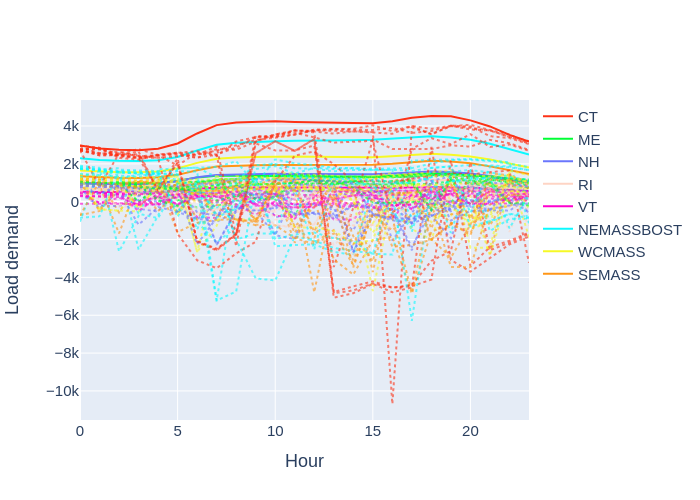 4k
2k
0
−2k
−4k
−6k
−8k
−10k
0
5
10
15
20
Hour
Load demand
CT
ME
NH
RI
VT
NEMASSBOST
WCMASS
SEMASS